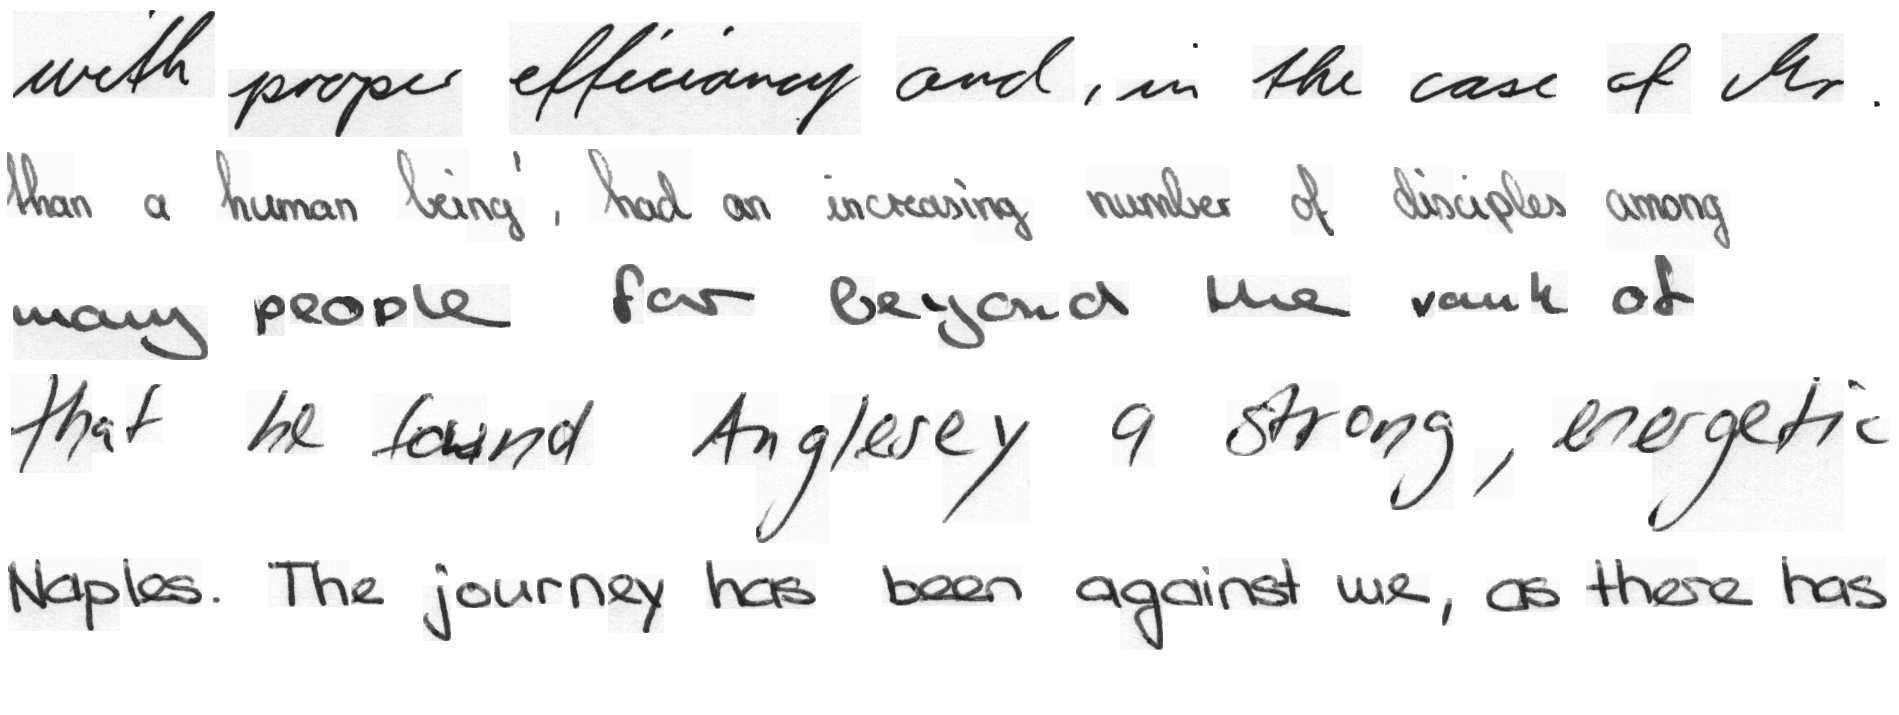 with proper efficiancy and, in the case of Mr.
than a human being', had an increasing number of disciples among
many people far beyond the rank of
that he found Anglesey a strong, energetic
Naples. The journey has been against we, as there has